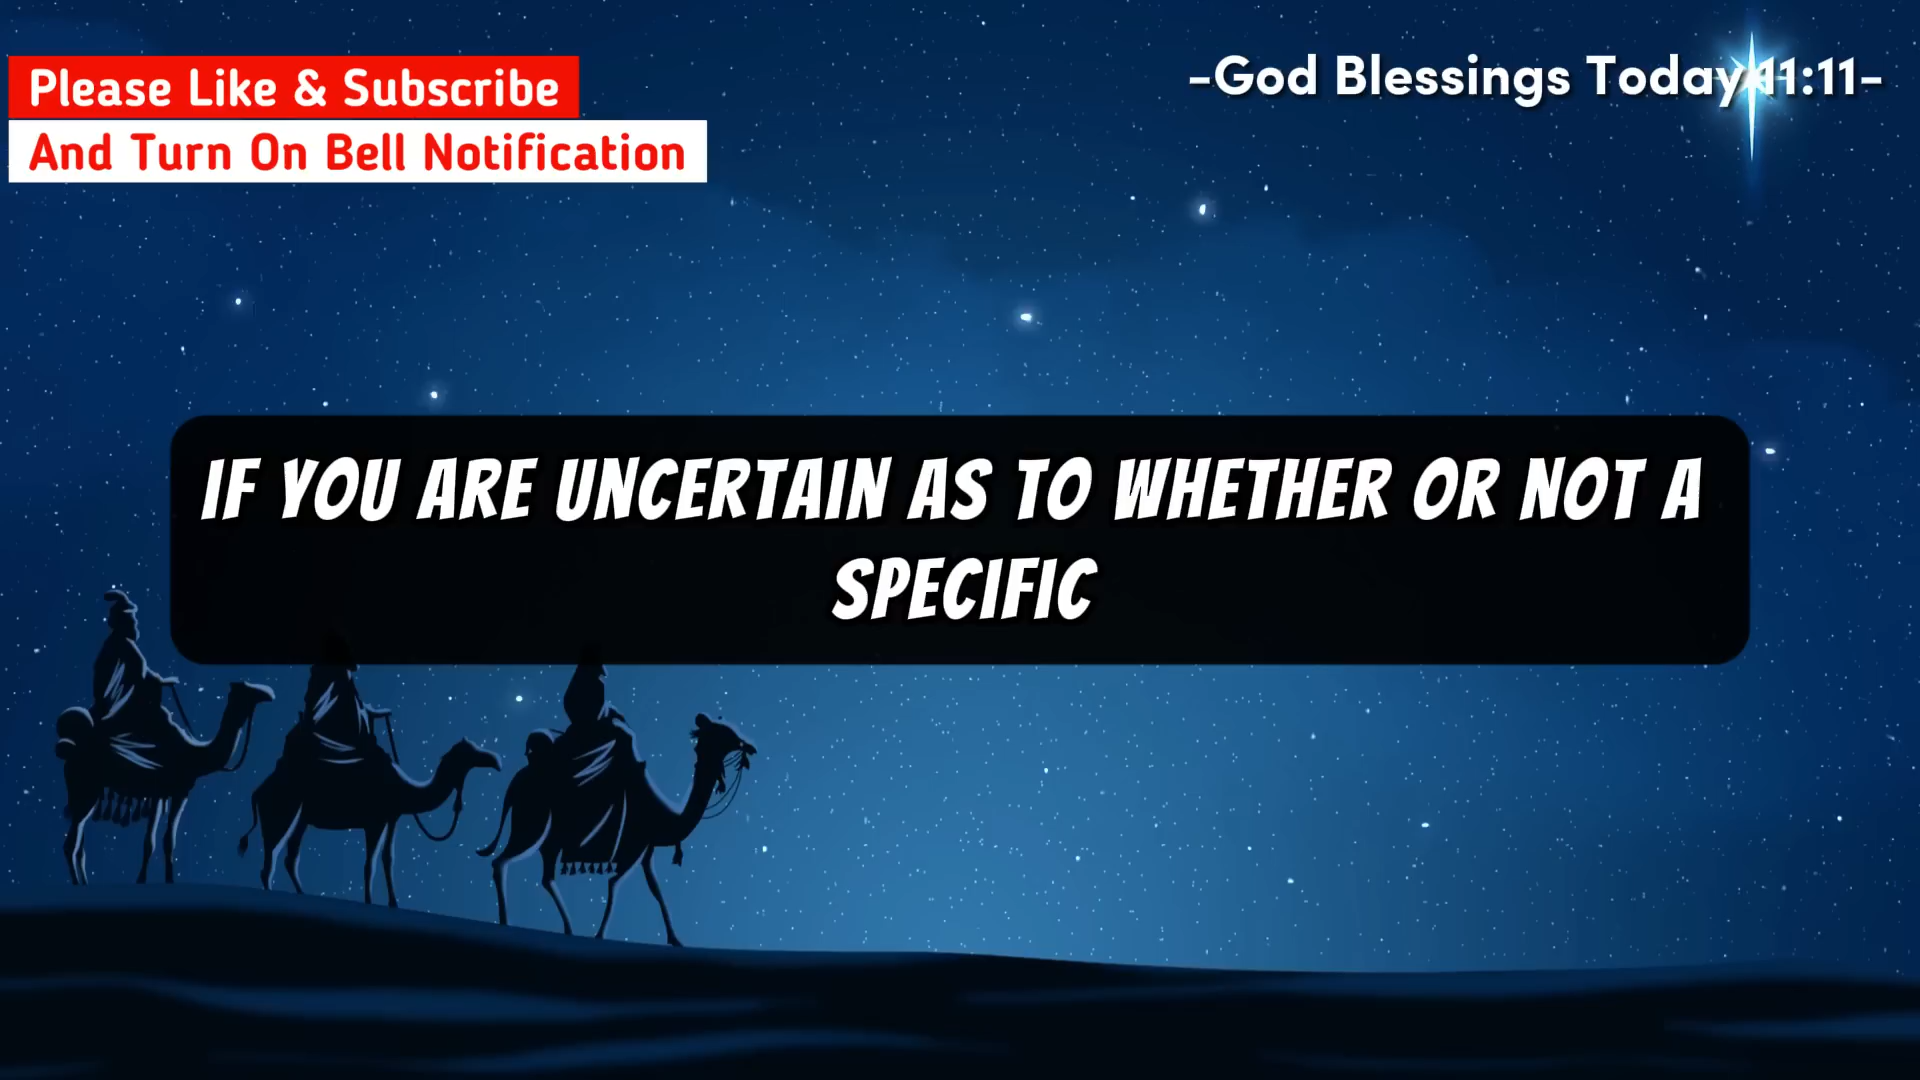 Please Like & Subscribe
And Turn On Bell Notification
-God Blessings Today 11:11-
IF YOU ARE UNCERTAIN AS TO WHETHER OR NOT A
SPECIFIC